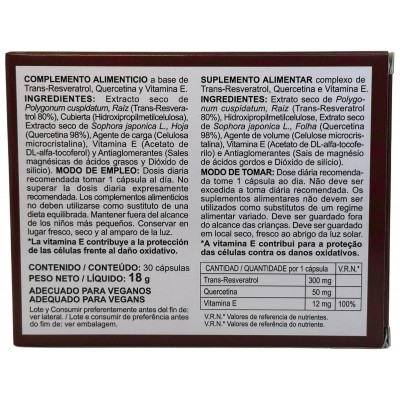 COMPLEMENTO ALIMENTICIO a base de
Trans-Resveratrol, Quercetina y Vitamina E.
INGREDIENTES: Extracto seco de
Polygonum cuspidatum, Raíz (Trans-Resvera-
trol 80%), Cubierta (Hidroxipropilmetilcelulosa),
Extracto seco de Sophora japonica L., Hoja
(Quercetina 98%), Agente de carga (Celulosa
microcristalina), Vitamina E (Acetato de
DL-alfa-tocoferol) y Antiaglomerantes (Sales
magnésicas de ácidos grasos y Dióxido de
silicio). MODO DE EMPLEO: Dosis diaria
recomendada tomar 1 cápsula al día. No
superar la dosis diaria expresamente
recomendada. Los complementos alimenticios
no deben utilizarse como sustituto de una
dieta equilibrada. Mantener fuera del alcance
de los niños más pequeños. Conservar en
lugar fresco, seco y al amparo de la luz.
*La vitamina E contribuye a la protección
de las células frente al daño oxidativo.
CONTENIDO / CONTEÚDO: 30 cápsulas
PESO NETO / LÍQUIDO: 18 g
ADECUADO PARA VEGANOS
ADEQUADO PARA VEGANS
Lote y Consumir preferentemente antes del fin de:
ver lateral. / Lote e Consumir de preferência antes
do fim de: ver embalagem.
SUPLEMENTO ALIMENTAR complexo de
Trans-Resveratrol, Quercetina e Vitamina E.
INGREDIENTES: Extrato seco de Polygo-
num cuspidatum, Raiz (Trans-Resveratrol
80%), Hidroxipropilmetilcelulose, Extrato seco
de Sophora japonica L., Folha (Quercetina
98%), Agente de volume (Celulose microcris-
talina), Vitamina E (Acetato de DL-alfa-tocofe-
rol) e Antiaglomerantes (Sais de magnésio
de ácidos gordos e Dióxido de silício).
MODO DE TOMAR: Dose diária recomen-
dada tome 1 cápsula ao dia. Não deve ser
excedida a toma diária recomendada. Os
suplementos alimentares não devem ser
utilizados como substitutos de um regime
alimentar variado. Deve ser guardado fora
do alcance das crianças. Deve ser guardado
em local seco, fresco ao abrigo da luz solar.
*A vitamina E contribui para a proteção
das células contra os danos oxidativos.
CANTIDAD / QUANTIDADE por 1 cápsula V.R.N.*
Trans-Resveratrol 300 mg
Quercetina 50 mg
Vitamina E 12 mg 100%
V.R.N.* Valores de referencia de nutrientes.
V.R.N.* Valores de referência do nutrientes.